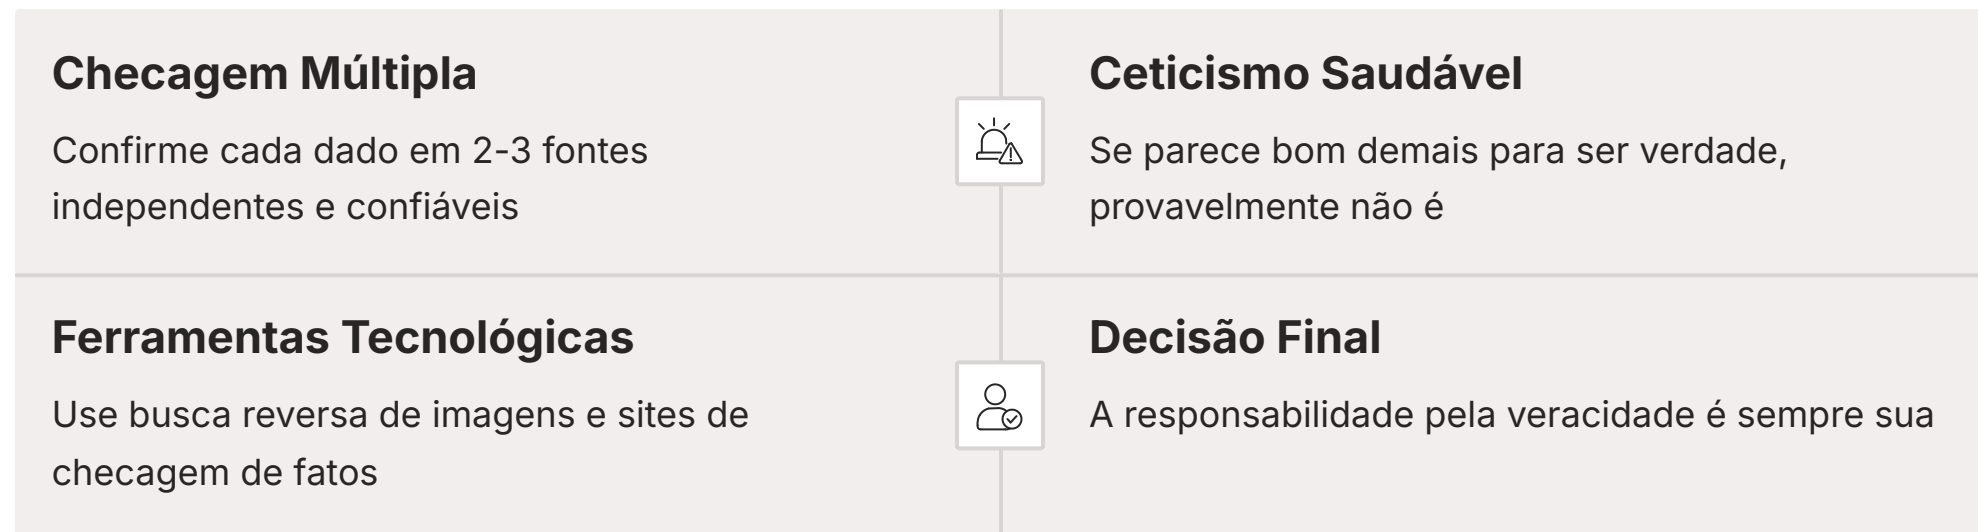 Checagem Múltipla
Confirme cada dado em 2-3 fontes
independentes e confiáveis
Ceticismo Saudável
Se parece bom demais para ser verdade,
provavelmente não é
Ferramentas Tecnológicas
Use busca reversa de imagens e sites de
checagem de fatos
Decisão Final
A responsabilidade pela veracidade é sempre sua